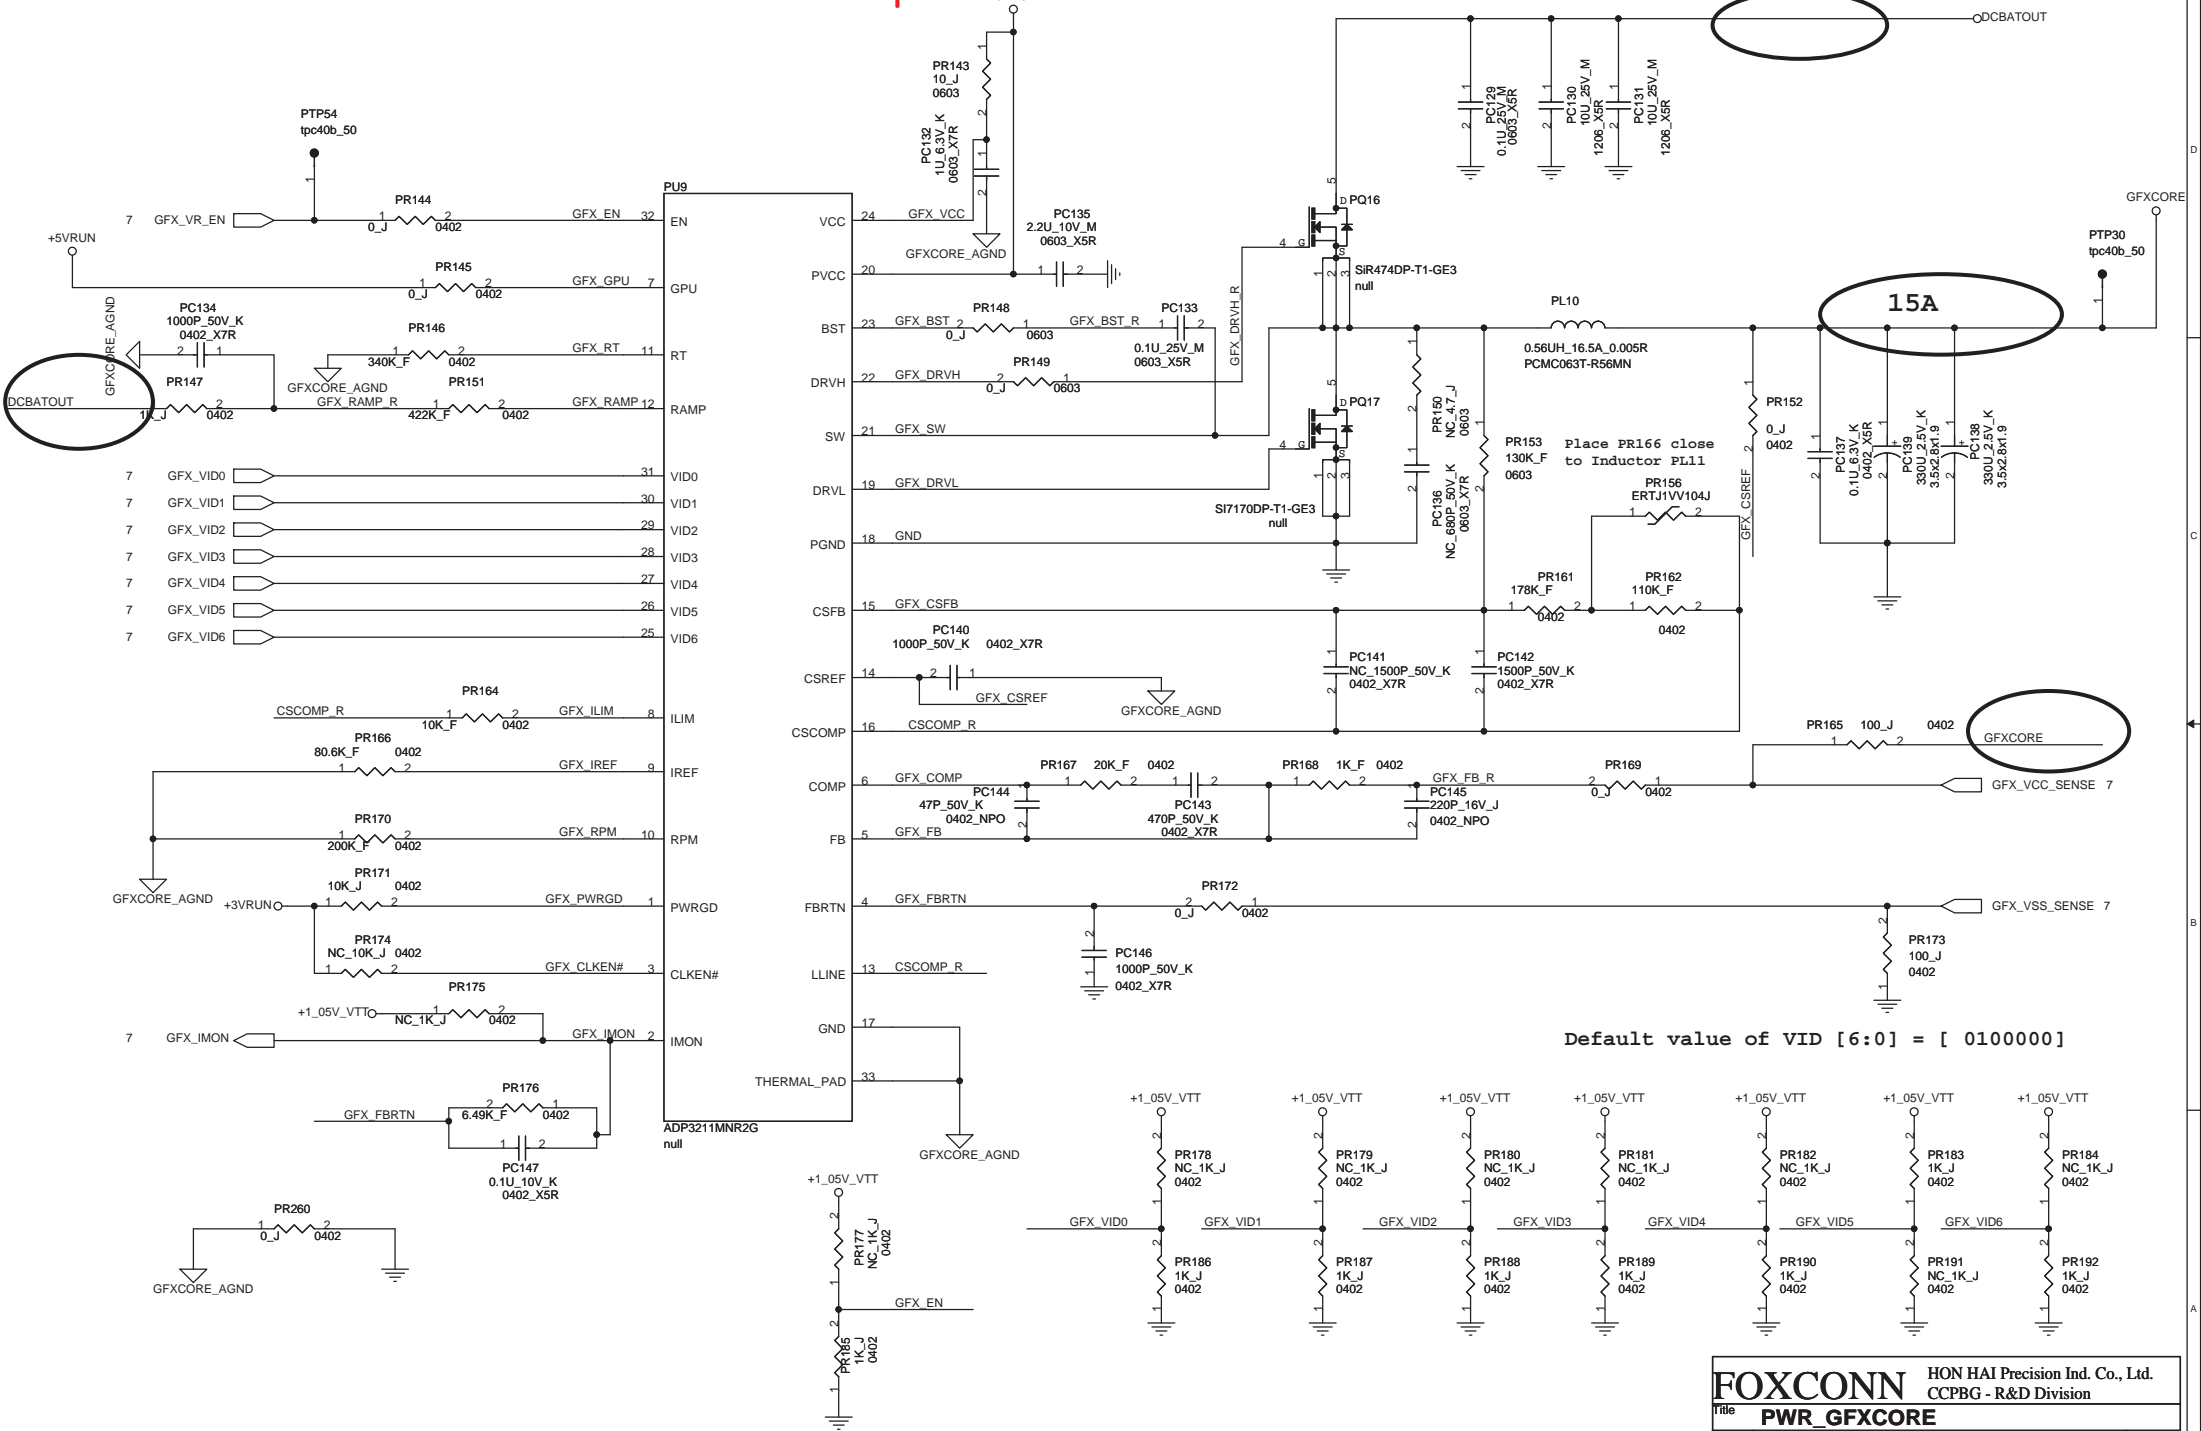 DCBATOUT
PR143
10_J
0603
PC132
1U_6.3V_K
0603_X7R
PC129
0.1U_25V_M
0603_X5R
PC130
10U_25V_M
1206_X5R
PC131
10U_25V_M
1206_X5R
PTP54
tpc40b_50
PU9
7 GFX_VR_EN
PR144
0_J 0402
GFX_EN 32 EN
+5VRUN
PR145
0_J 0402
GFX_GPU 7 GPU
GFXCORE_AGND
PC134
1000P_50V_K
0402_X7R
PR146
340K_F 0402
GFX_RT 11 RT
GFXCORE_AGND
DCBATOUT
PR147
1K_J 0402
GFX_RAMP_R
PR151
422K_F 0402
GFX_RAMP 12 RAMP
7 GFX_VID0 31 VID0
7 GFX_VID1 30 VID1
7 GFX_VID2 29 VID2
7 GFX_VID3 28 VID3
7 GFX_VID4 27 VID4
7 GFX_VID5 26 VID5
7 GFX_VID6 25 VID6
CSCOMP_R
PR164
10K_F 0402
GFX_ILIM 8 ILIM
PR166
80.6K_F 0402
GFX_IREF 9 IREF
PR170
200K_F 0402
GFX_RPM 10 RPM
GFXCORE_AGND
+3VRUN
PR171
10K_J 0402
GFX_PWRGD 1 PWRGD
PR174
NC_10K_J 0402
GFX_CLKEN# 3 CLKEN#
+1_05V_VTT
PR175
NC_1K_J 0402
7 GFX_IMON
GFX_IMON 2 IMON
GFX_FBRTN
PR176
6.49K_F 0402
PC147
0.1U_10V_K
0402_X5R
PR260
0_J 0402
GFXCORE_AGND
VCC 24 GFX_VCC
GFXCORE_AGND
PC135
2.2U_10V_M
0603_X5R
PVCC 20
BST 23 GFX_BST
PR148
0_J 0603
GFX_BST_R
PC133
0.1U_25V_M
0603_X5R
DRVH 22 GFX_DRVH
PR149
0_J 0603
GFX_DRVH_R
SW 21 GFX_SW
DRVL 19 GFX_DRVL
PGND 18 GND
CSFB 15 GFX_CSFB
CSREF 14
PC140
1000P_50V_K 0402_X7R
GFX_CSREF
GFXCORE_AGND
CSCOMP 16 CSCOMP_R
COMP 6 GFX_COMP
FB 5 GFX_FB
FBRTN 4 GFX_FBRTN
LLINE 13 CSCOMP_R
GND 17
THERMAL_PAD 33
GFXCORE_AGND
ADP3211MNR2G
null
PQ16
D
G
S
SiR474DP-T1-GE3
null
PQ17
D
G
S
SI7170DP-T1-GE3
null
PL10
0.56UH_16.5A_0.005R
PCMC063T-R56MN
15A
GFXCORE
PTP30
tpc40b_50
PR150
NC_4.7_J
0603
PC136
NC_680P_50V_K
0603_X7R
PR153
130K_F
0603
Place PR166 close
to Inductor PL11
PR156
ERTJ1VV104J
PR152
0_J
0402
GFX_CSREF
PC137
0.1U_6.3V_K
0402_X5R
PC139
330U_2.5V_K
3.5x2.8x1.9
PC138
330U_2.5V_K
3.5x2.8x1.9
PR161
178K_F
0402
PR162
110K_F
0402
PC141
NC_1500P_50V_K
0402_X7R
PC142
1500P_50V_K
0402_X7R
PR165 100_J 0402
GFXCORE
PR167 20K_F 0402
PC144
47P_50V_K
0402_NPO
PC143
470P_50V_K
0402_X7R
PR168 1K_F 0402
GFX_FB_R
PC145
220P_16V_J
0402_NPO
PR169
0_J 0402
GFX_VCC_SENSE 7
PR172
0_J 0402
GFX_VSS_SENSE 7
PC146
1000P_50V_K
0402_X7R
PR173
100_J
0402
Default value of VID [6:0] = [ 0100000]
+1_05V_VTT
PR177
NC_1K_J
0402
GFX_EN
PR185
1K_J
0402
+1_05V_VTT +1_05V_VTT +1_05V_VTT +1_05V_VTT +1_05V_VTT +1_05V_VTT +1_05V_VTT
PR178 PR179 PR180 PR181 PR182 PR183 PR184
NC_1K_J NC_1K_J NC_1K_J NC_1K_J NC_1K_J 1K_J NC_1K_J
0402 0402 0402 0402 0402 0402 0402
GFX_VID0 GFX_VID1 GFX_VID2 GFX_VID3 GFX_VID4 GFX_VID5 GFX_VID6
PR186 PR187 PR188 PR189 PR190 PR191 PR192
1K_J 1K_J 1K_J 1K_J 1K_J NC_1K_J 1K_J
0402 0402 0402 0402 0402 0402 0402
D
C
B
A
FOXCONN
HON HAI Precision Ind. Co., Ltd.
CCPBG - R&D Division
Title
PWR_GFXCORE